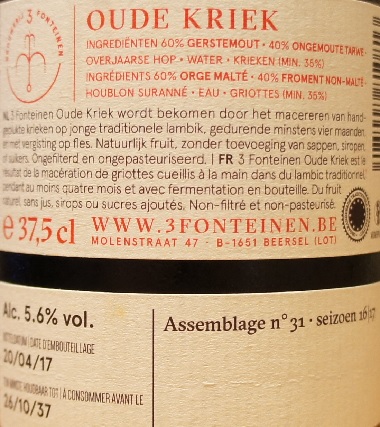 3 FONTEINEN
OUDE KRIEK
INGREDIËNTEN 60% GERSTEMOUT • 40% ONGEMOUTE TARWE •
OVERJAARSE HOP • WATER • KRIEKEN (MIN. 35%)
INGRÉDIENTS 60% ORGE MALTÉ • 40% FROMENT NON-MALTÉ •
HOUBLON SURANNÉ • EAU • GRIOTTES (MIN. 35%)
NL 3 Fonteinen Oude Kriek wordt bekomen door het macereren van hand-
geplukte krieken op jonge traditionele lambik, gedurende minstens vier maanden,
en met vergisting op fles. Natuurlijk fruit, zonder toevoeging van sappen, siropen
of suikers. Ongefilterd en ongepasteuriseerd. | FR 3 Fonteinen Oude Kriek est le
résultat de la macération de griottes cueillis à la main dans du lambic traditionnel,
pendant au moins quatre mois et avec fermentation en bouteille. Du fruit
naturel, sans jus, sirops ou sucres ajoutés. Non-filtré et non-pasteurisé.
e 37,5 cl WWW.3FONTEINEN.BE
MOLENSTRAAT 47 • B-1651 BEERSEL (LOT)
Alc. 5.6% vol.
Assemblage n° 31 • seizoen 16|17
BOTTELDATUM | DATE D'EMBOUTEILLAGE
20/04/17
TEN MINSTE HOUDBAAR TOT | À CONSOMMER AVANT LE
26/10/37